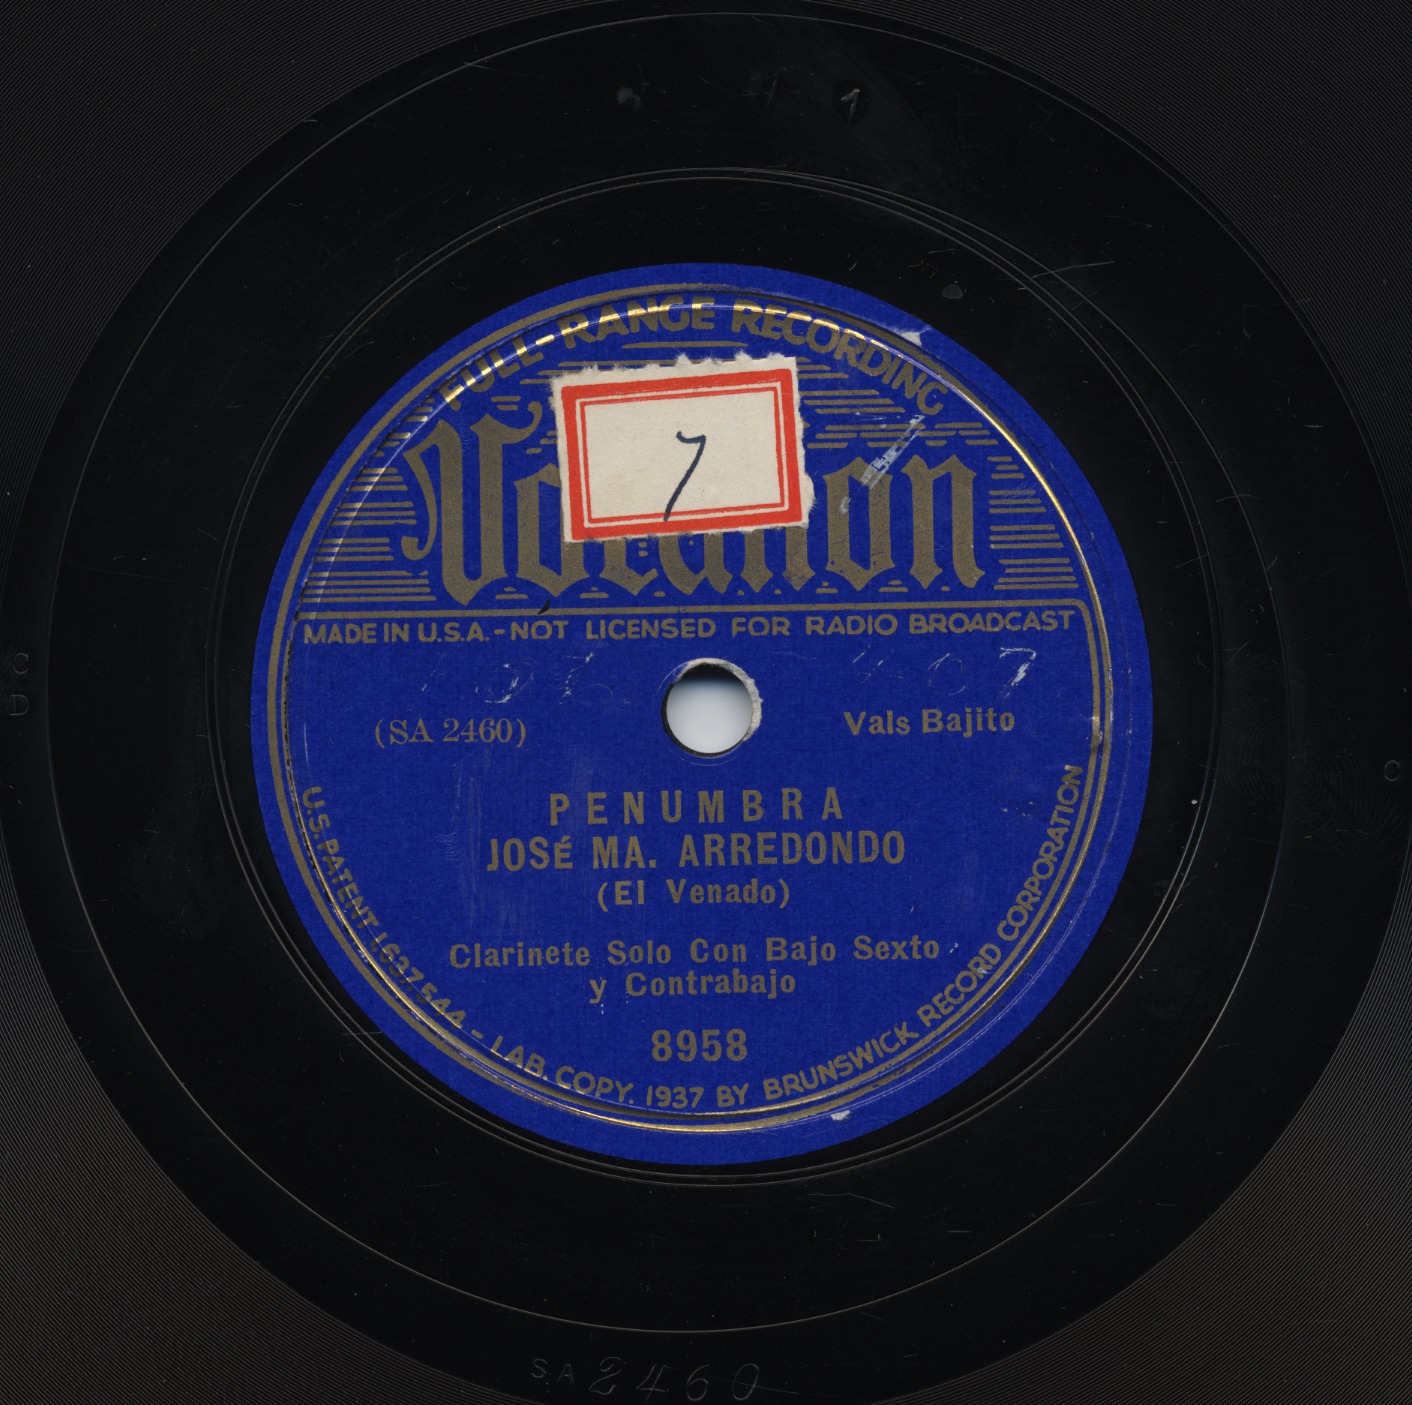 FULL-RANGE RECORDING
Vocalion
7
MADE IN U.S.A. - NOT LICENSED FOR RADIO BROADCAST
(SA 2460)
Vals Bajito
PENUMBRA
JOSÉ MA. ARREDONDO
(El Venado)
Clarinete Solo Con Bajo Sexto
y Contrabajo
8958
U.S. PATENT 1637544 - LAB. COPY. 1937 BY BRUNSWICK RECORD CORPORATION
1
C
D
C
SA 2460